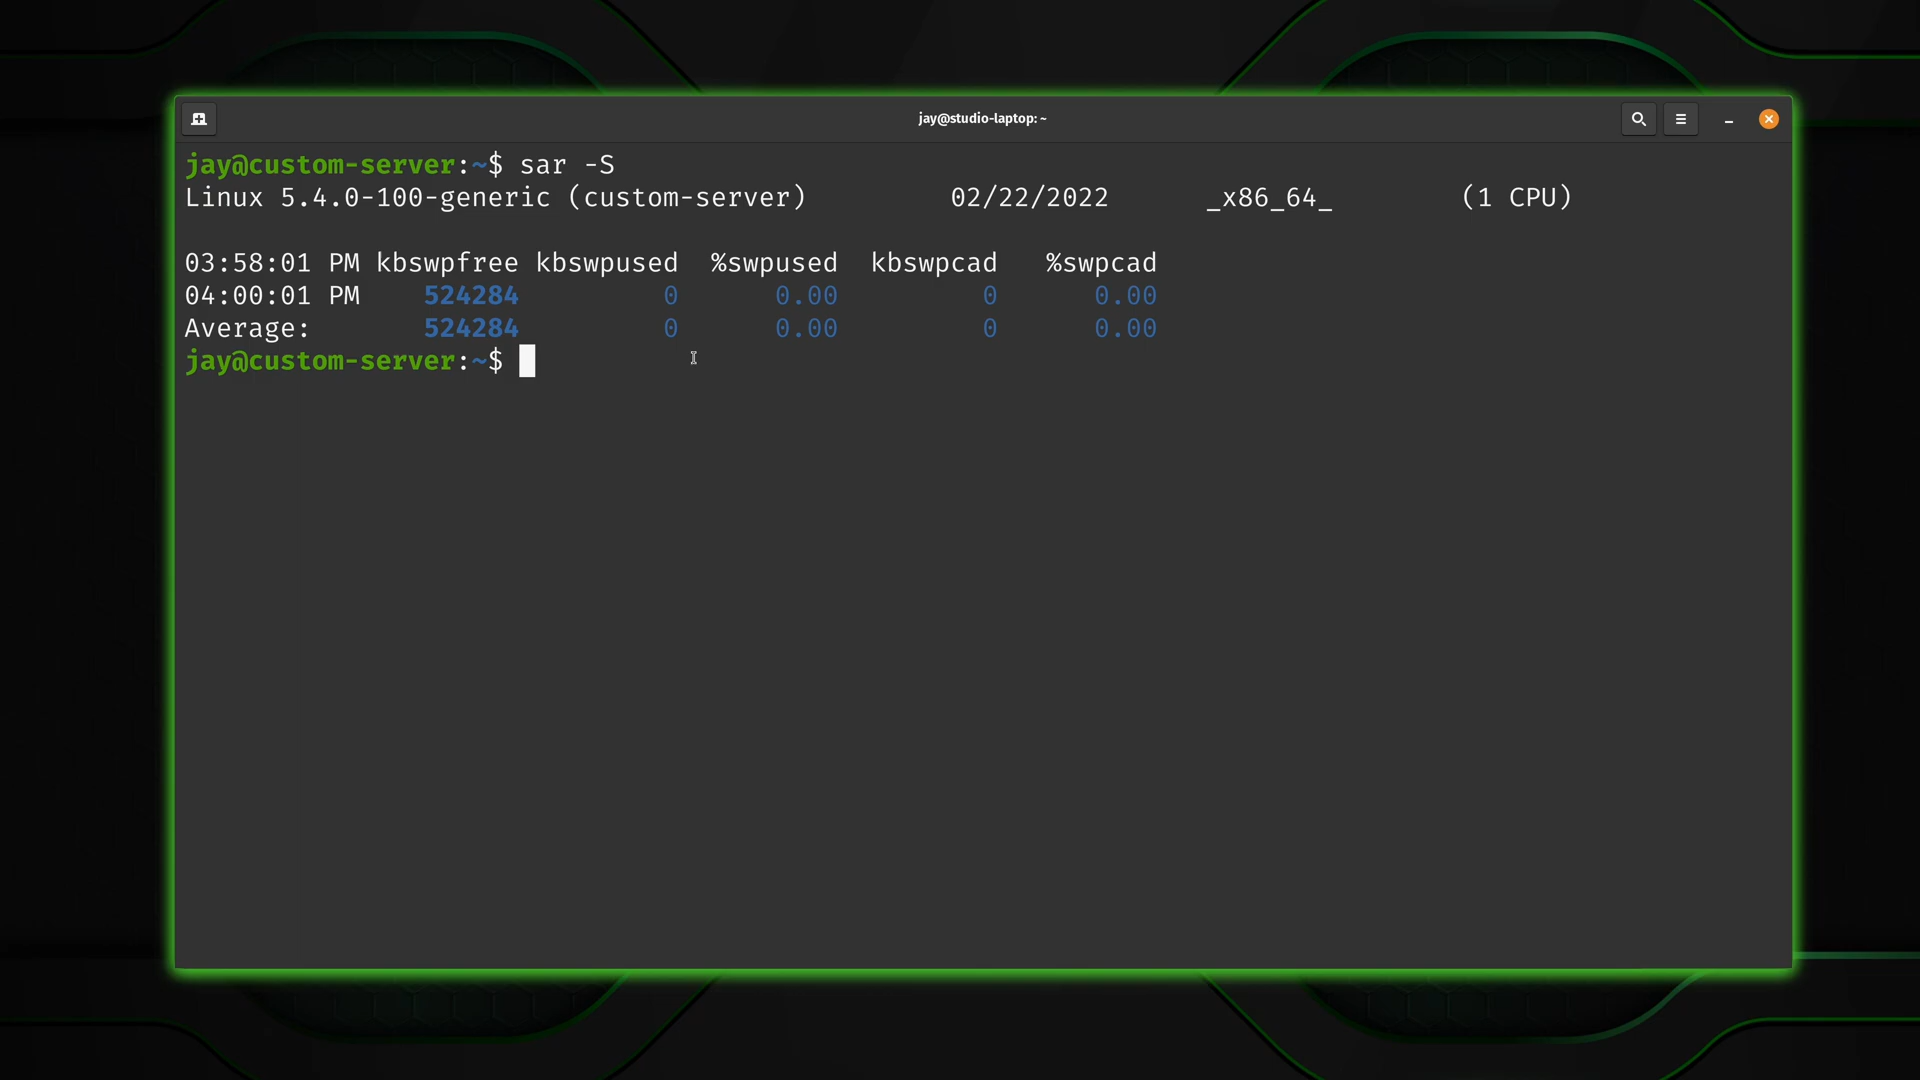 jay@studio-laptop: ~
jay@custom-server:~$ sar -S
Linux 5.4.0-100-generic (custom-server) 02/22/2022 _x86_64_ (1 CPU)
03:58:01 PM kbswpfree kbswpused %swpused kbswpcad %swpcad
04:00:01 PM 524284 0 0.00 0 0.00
Average: 524284 0 0.00 0 0.00
jay@custom-server:~$